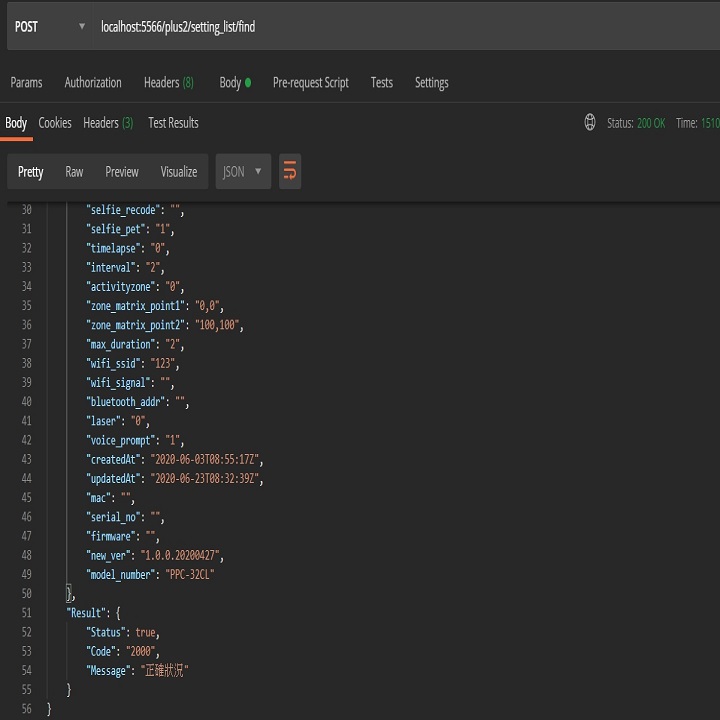 POST localhost:5566/plus2/setting_list/find
Params Authorization Headers (8) Body Pre-request Script Tests Settings
Body Cookies Headers (3) Test Results Status: 200 OK Time: 1510
Pretty Raw Preview Visualize JSON
30 "selfie_recode": "",
31 "selfie_pet": "1",
32 "timelapse": "0",
33 "interval": "2",
34 "activityzone": "0",
35 "zone_matrix_point1": "0,0",
36 "zone_matrix_point2": "100,100",
37 "max_duration": "2",
38 "wifi_ssid": "123",
39 "wifi_signal": "",
40 "bluetooth_addr": "",
41 "laser": "0",
42 "voice_prompt": "1",
43 "createdAt": "2020-06-03T08:55:17Z",
44 "updatedAt": "2020-06-23T08:32:39Z",
45 "mac": "",
46 "serial_no": "",
47 "firmware": "",
48 "new_ver": "1.0.0.20200427",
49 "model_number": "PPC-32CL"
50 },
51 "Result": {
52 "Status": true,
53 "Code": "2000",
54 "Message": "正確狀況"
55 }
56 }